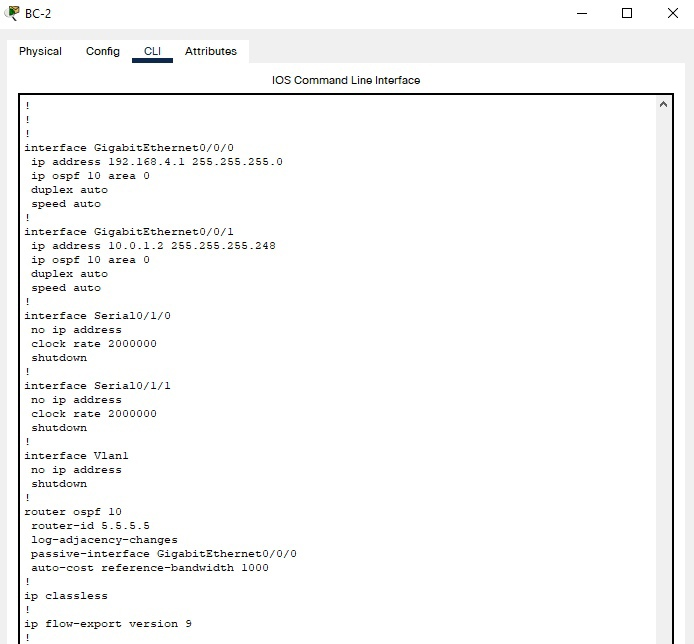 BC-2
Physical Config CLI Attributes
IOS Command Line Interface
!
!
!
interface GigabitEthernet0/0/0
 ip address 192.168.4.1 255.255.255.0
 ip ospf 10 area 0
 duplex auto
 speed auto
!
interface GigabitEthernet0/0/1
 ip address 10.0.1.2 255.255.255.248
 ip ospf 10 area 0
 duplex auto
 speed auto
!
interface Serial0/1/0
 no ip address
 clock rate 2000000
 shutdown
!
interface Serial0/1/1
 no ip address
 clock rate 2000000
 shutdown
!
interface Vlan1
 no ip address
 shutdown
!
router ospf 10
 router-id 5.5.5.5
 log-adjacency-changes
 passive-interface GigabitEthernet0/0/0
 auto-cost reference-bandwidth 1000
!
ip classless
!
ip flow-export version 9
!